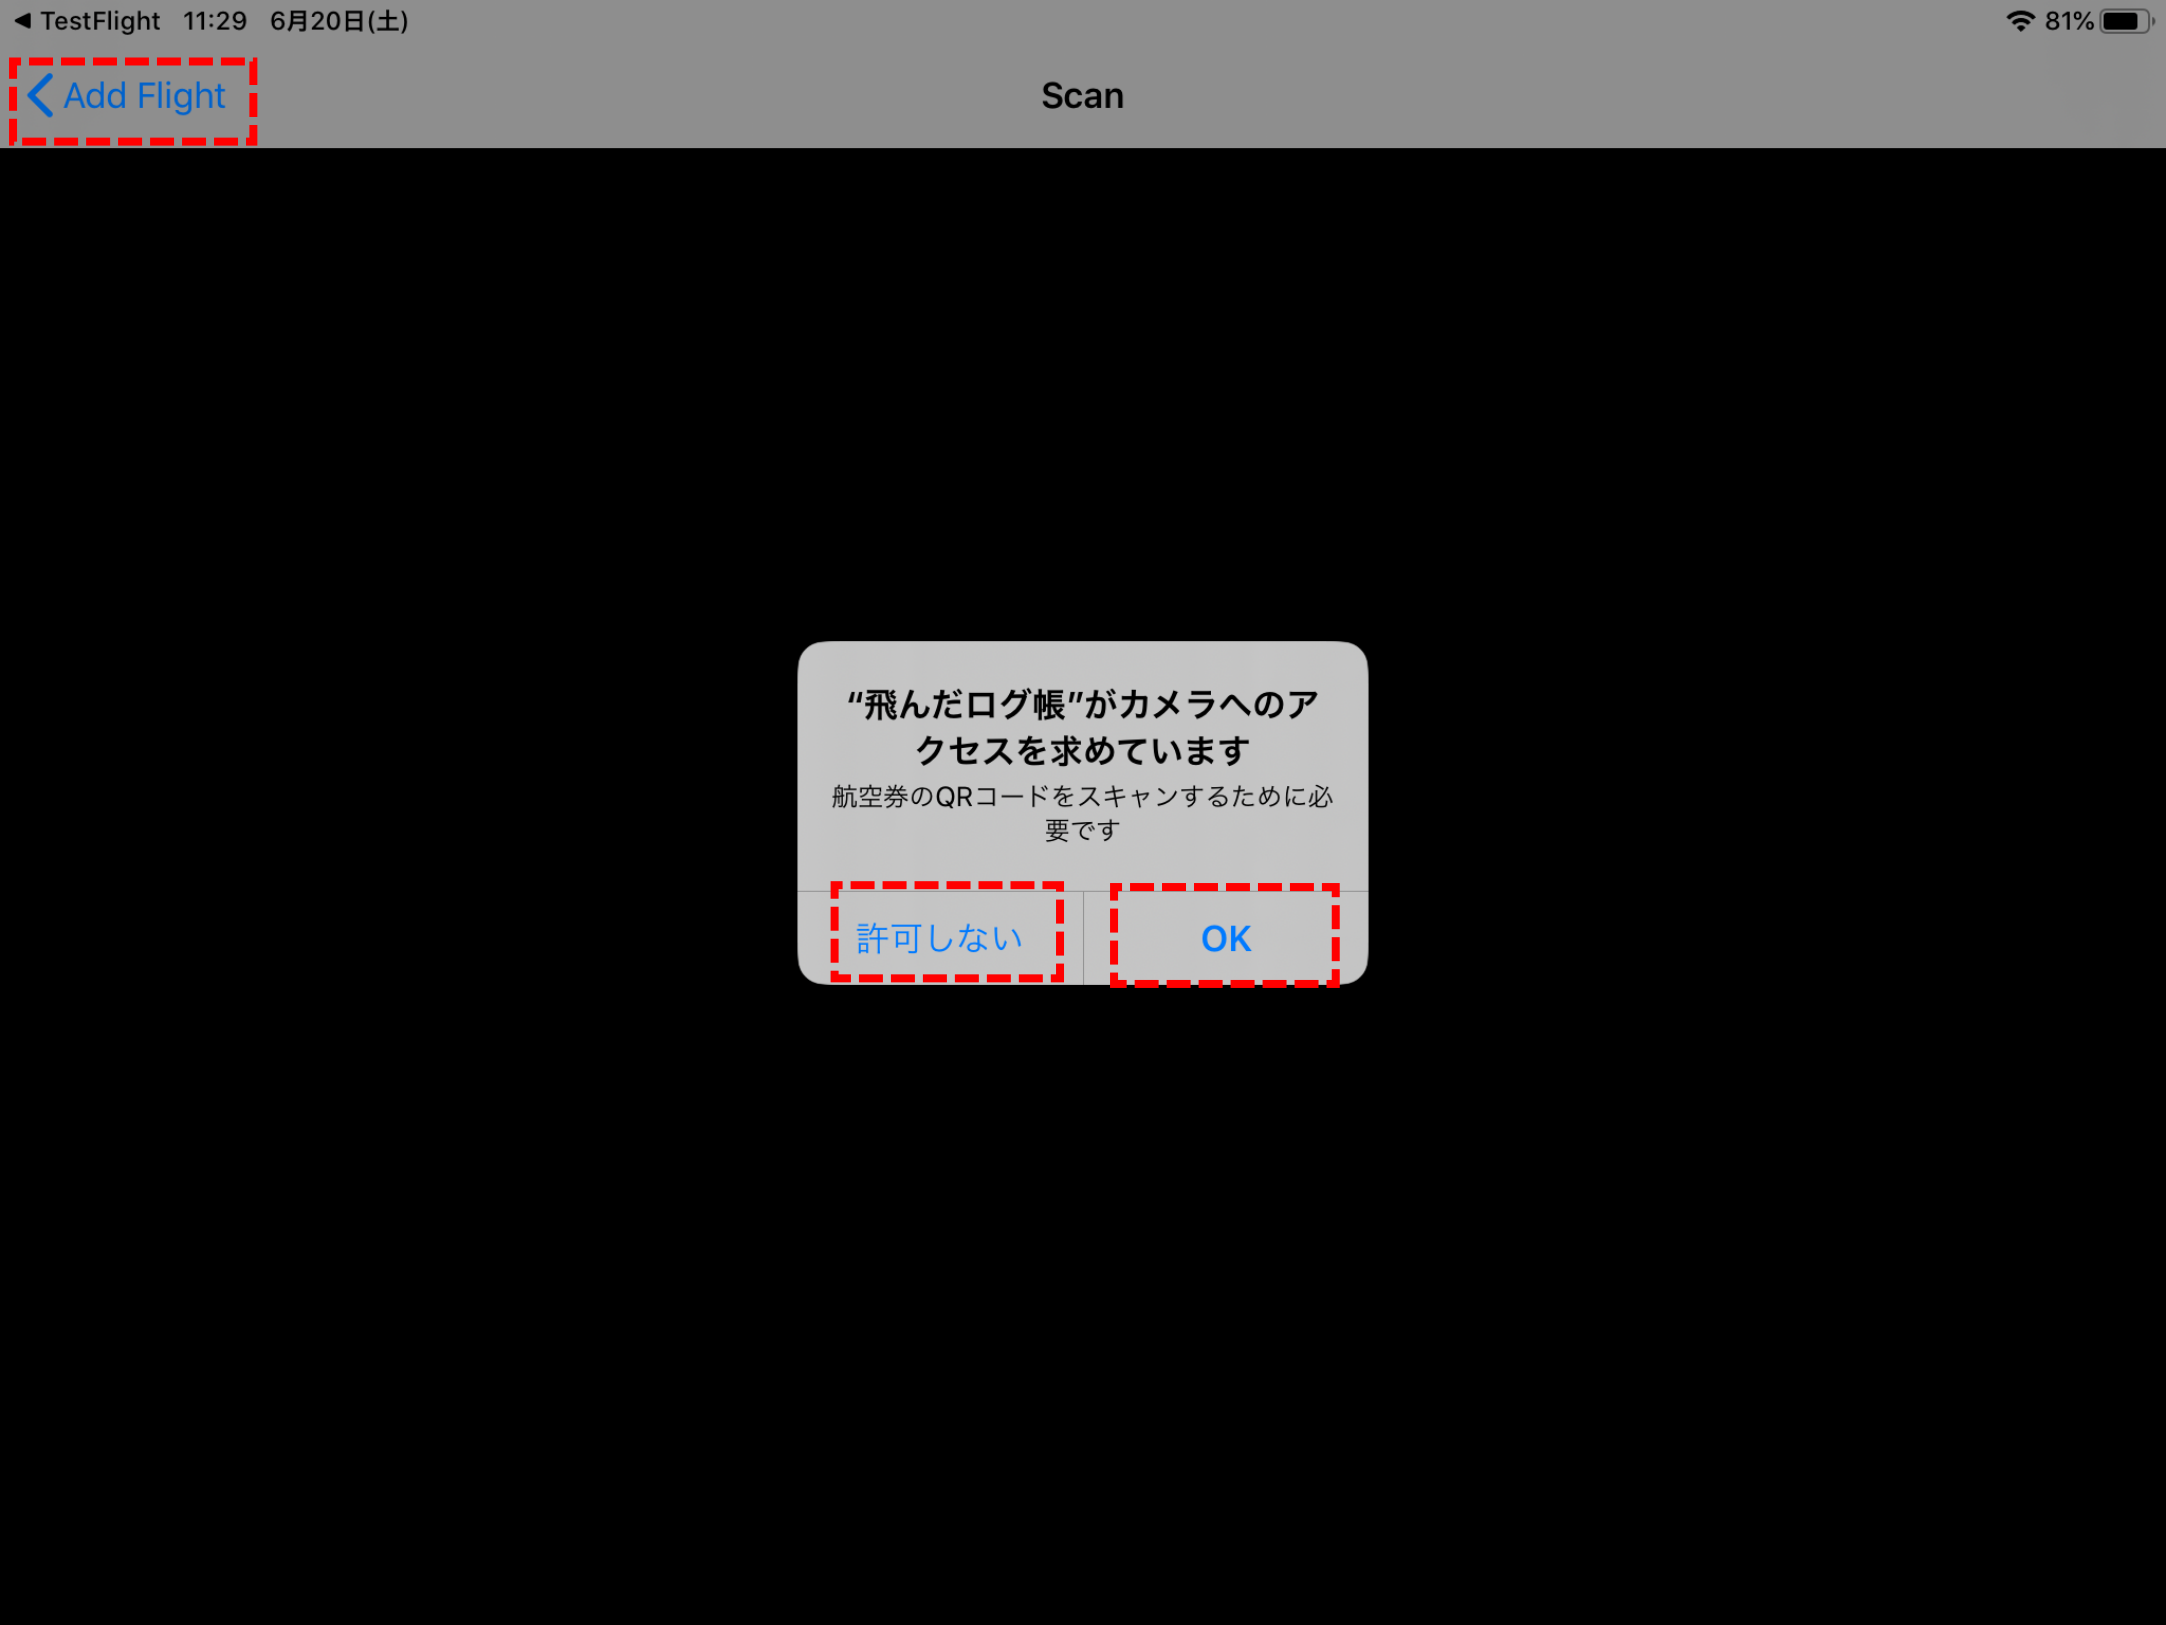 ◀ TestFlight 11:29 6月20日(土) 81%
Add Flight Scan
“飛んだログ帳”がカメラへのア
クセスを求めています
航空券のQRコードをスキャンするために必
要です
許可しない OK